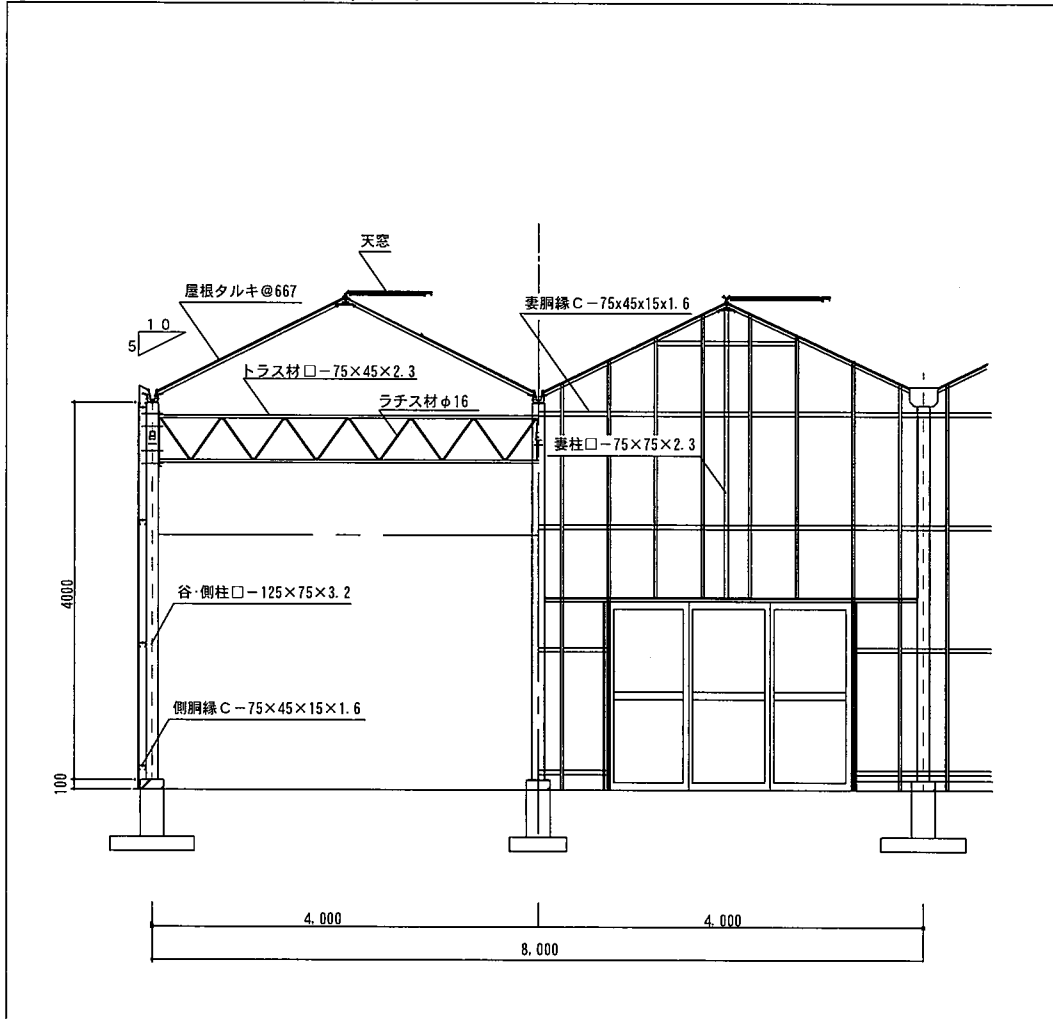 天窓
屋根タルキ@667
妻胴縁C-75x45x15x1.6
10
5
トラス材□-75×45×2.3
ラチス材φ16
妻柱□-75×75×2.3
4000
谷·側柱□-125×75×3.2
側胴縁C-75×45×15×1.6
100
4,000
4,000
8,000